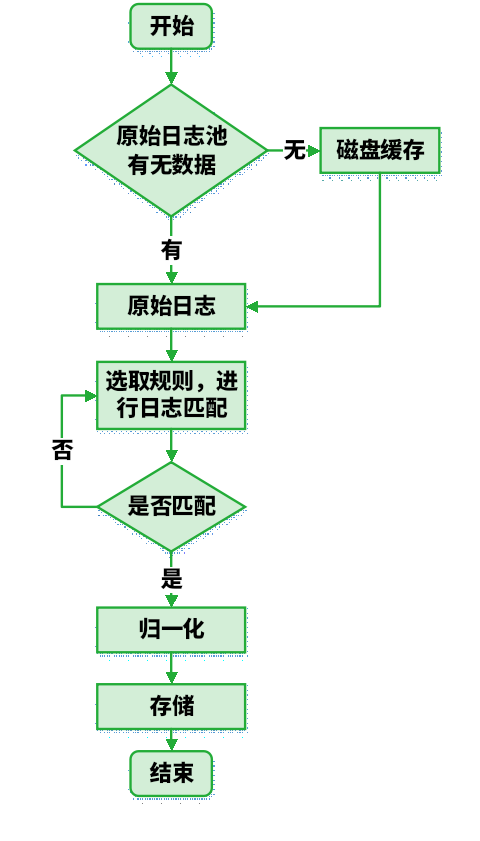 开始
原始日志池
有无数据
无
磁盘缓存
有
原始日志
选取规则，进
行日志匹配
否
是否匹配
是
归一化
存储
结束